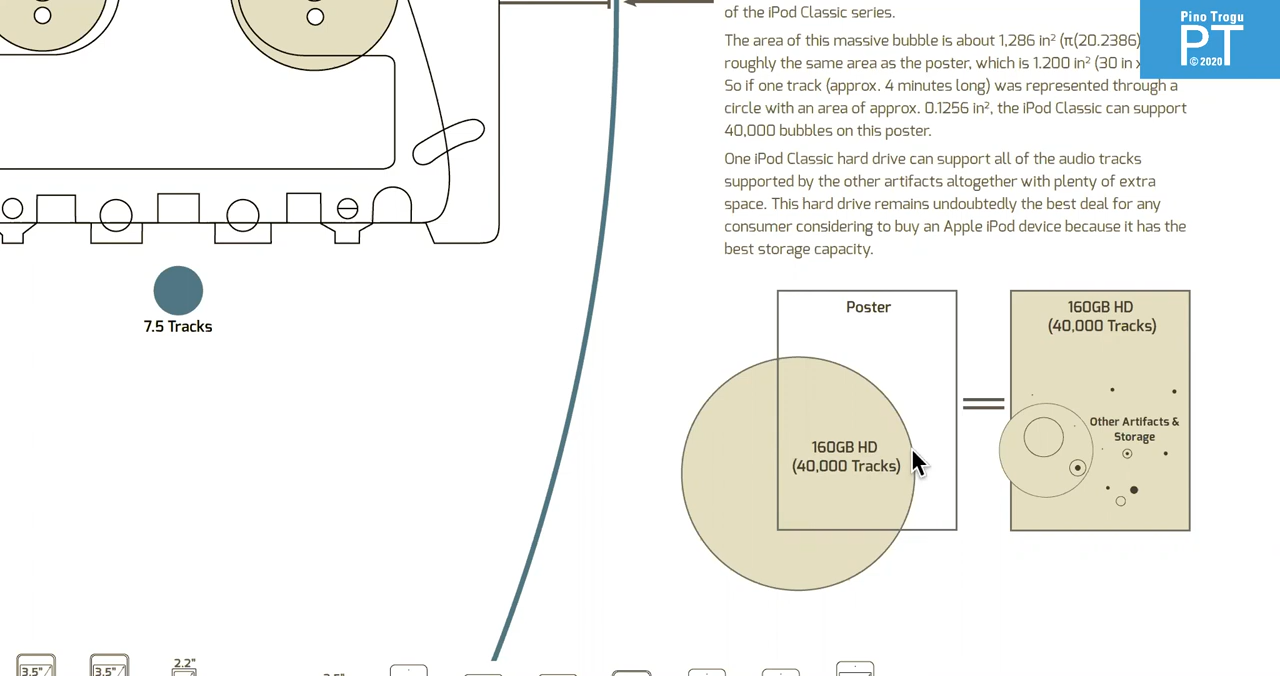 of the iPod Classic series.
The area of this massive bubble is about 1,286 in² (π(20.2386)
roughly the same area as the poster, which is 1.200 in² (30 in x
So if one track (approx. 4 minutes long) was represented through a
circle with an area of approx. 0.1256 in², the iPod Classic can support
40,000 bubbles on this poster.
One iPod Classic hard drive can support all of the audio tracks
supported by the other artifacts altogether with plenty of extra
space. This hard drive remains undoubtedly the best deal for any
consumer considering to buy an Apple iPod device because it has the
best storage capacity.
Pino Trogu
PT
© 2020
7.5 Tracks
Poster
160GB HD
(40,000 Tracks)
160GB HD
(40,000 Tracks)
Other Artifacts &
Storage
3.5"
3.5"
2.2"